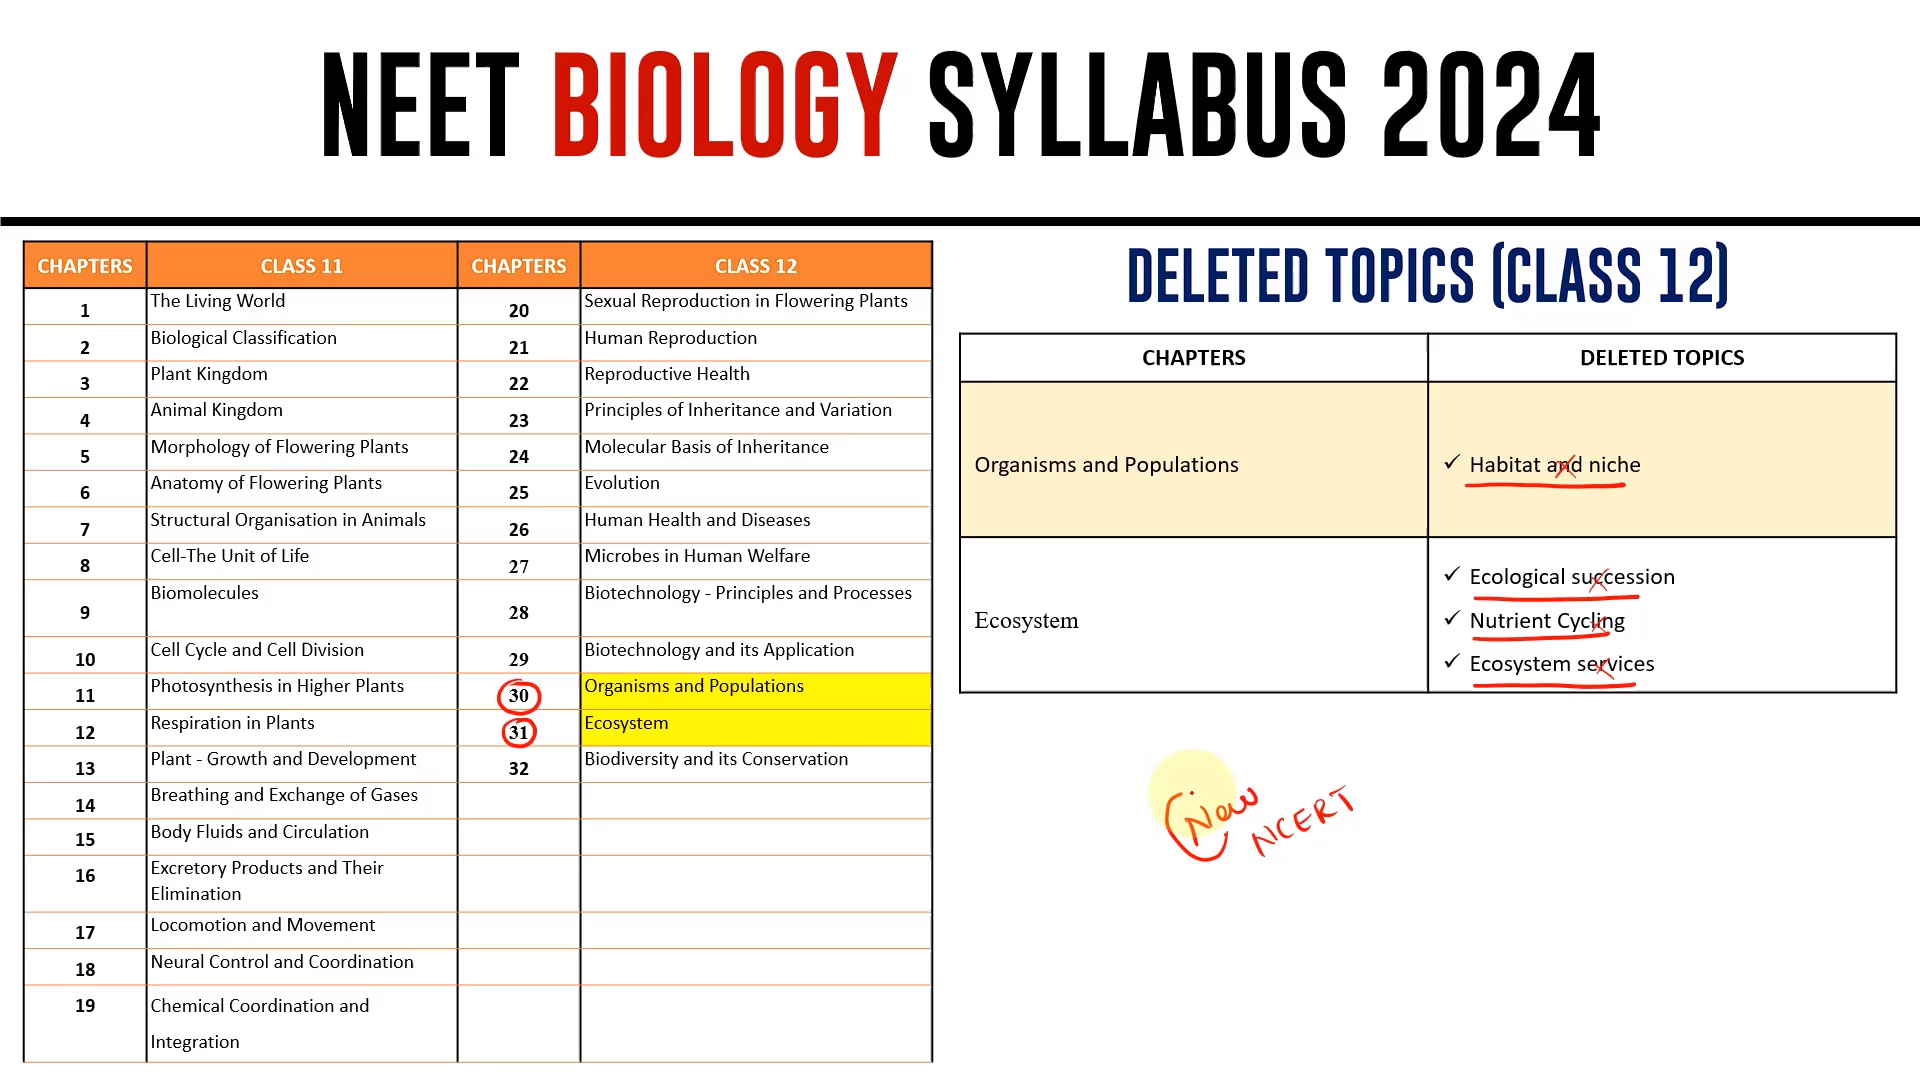 NEET BIOLOGY SYLLABUS 2024
CHAPTERS CLASS 11 CHAPTERS CLASS 12
1 The Living World 20 Sexual Reproduction in Flowering Plants
2 Biological Classification 21 Human Reproduction
3 Plant Kingdom 22 Reproductive Health
4 Animal Kingdom 23 Principles of Inheritance and Variation
5 Morphology of Flowering Plants 24 Molecular Basis of Inheritance
6 Anatomy of Flowering Plants 25 Evolution
7 Structural Organisation in Animals 26 Human Health and Diseases
8 Cell-The Unit of Life 27 Microbes in Human Welfare
9 Biomolecules 28 Biotechnology - Principles and Processes
10 Cell Cycle and Cell Division 29 Biotechnology and its Application
11 Photosynthesis in Higher Plants 30 Organisms and Populations
12 Respiration in Plants 31 Ecosystem
13 Plant - Growth and Development 32 Biodiversity and its Conservation
14 Breathing and Exchange of Gases
15 Body Fluids and Circulation
16 Excretory Products and Their
Elimination
17 Locomotion and Movement
18 Neural Control and Coordination
19 Chemical Coordination and
Integration
DELETED TOPICS (CLASS 12)
CHAPTERS DELETED TOPICS
Organisms and Populations ✓ Habitat and niche
✓ Ecological succession
Ecosystem ✓ Nutrient Cycling
✓ Ecosystem services
New
NCERT